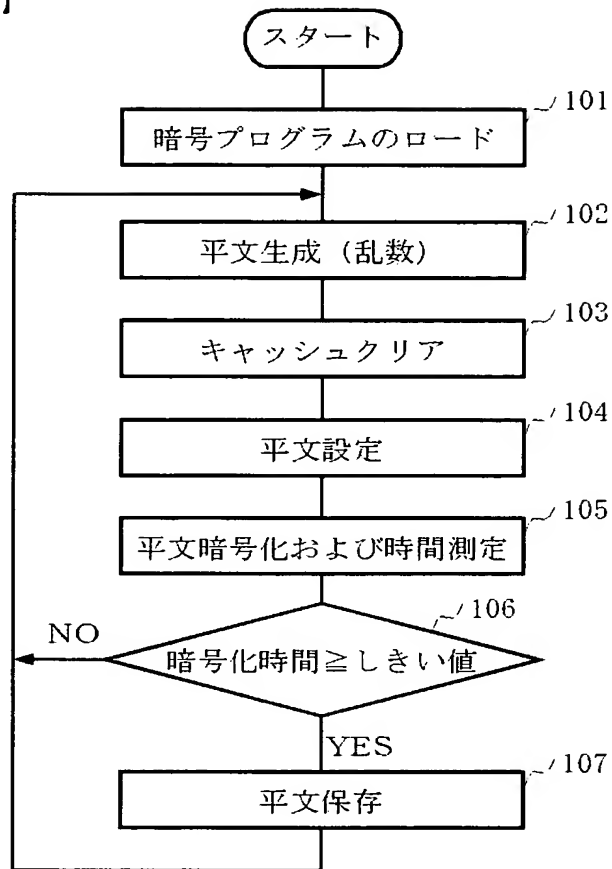 】
スタート
101
暗号プログラムのロード
102
平文生成（乱数）
103
キャッシュクリア
104
平文設定
105
平文暗号化および時間測定
106
NO
暗号化時間≧しきい値
YES
107
平文保存